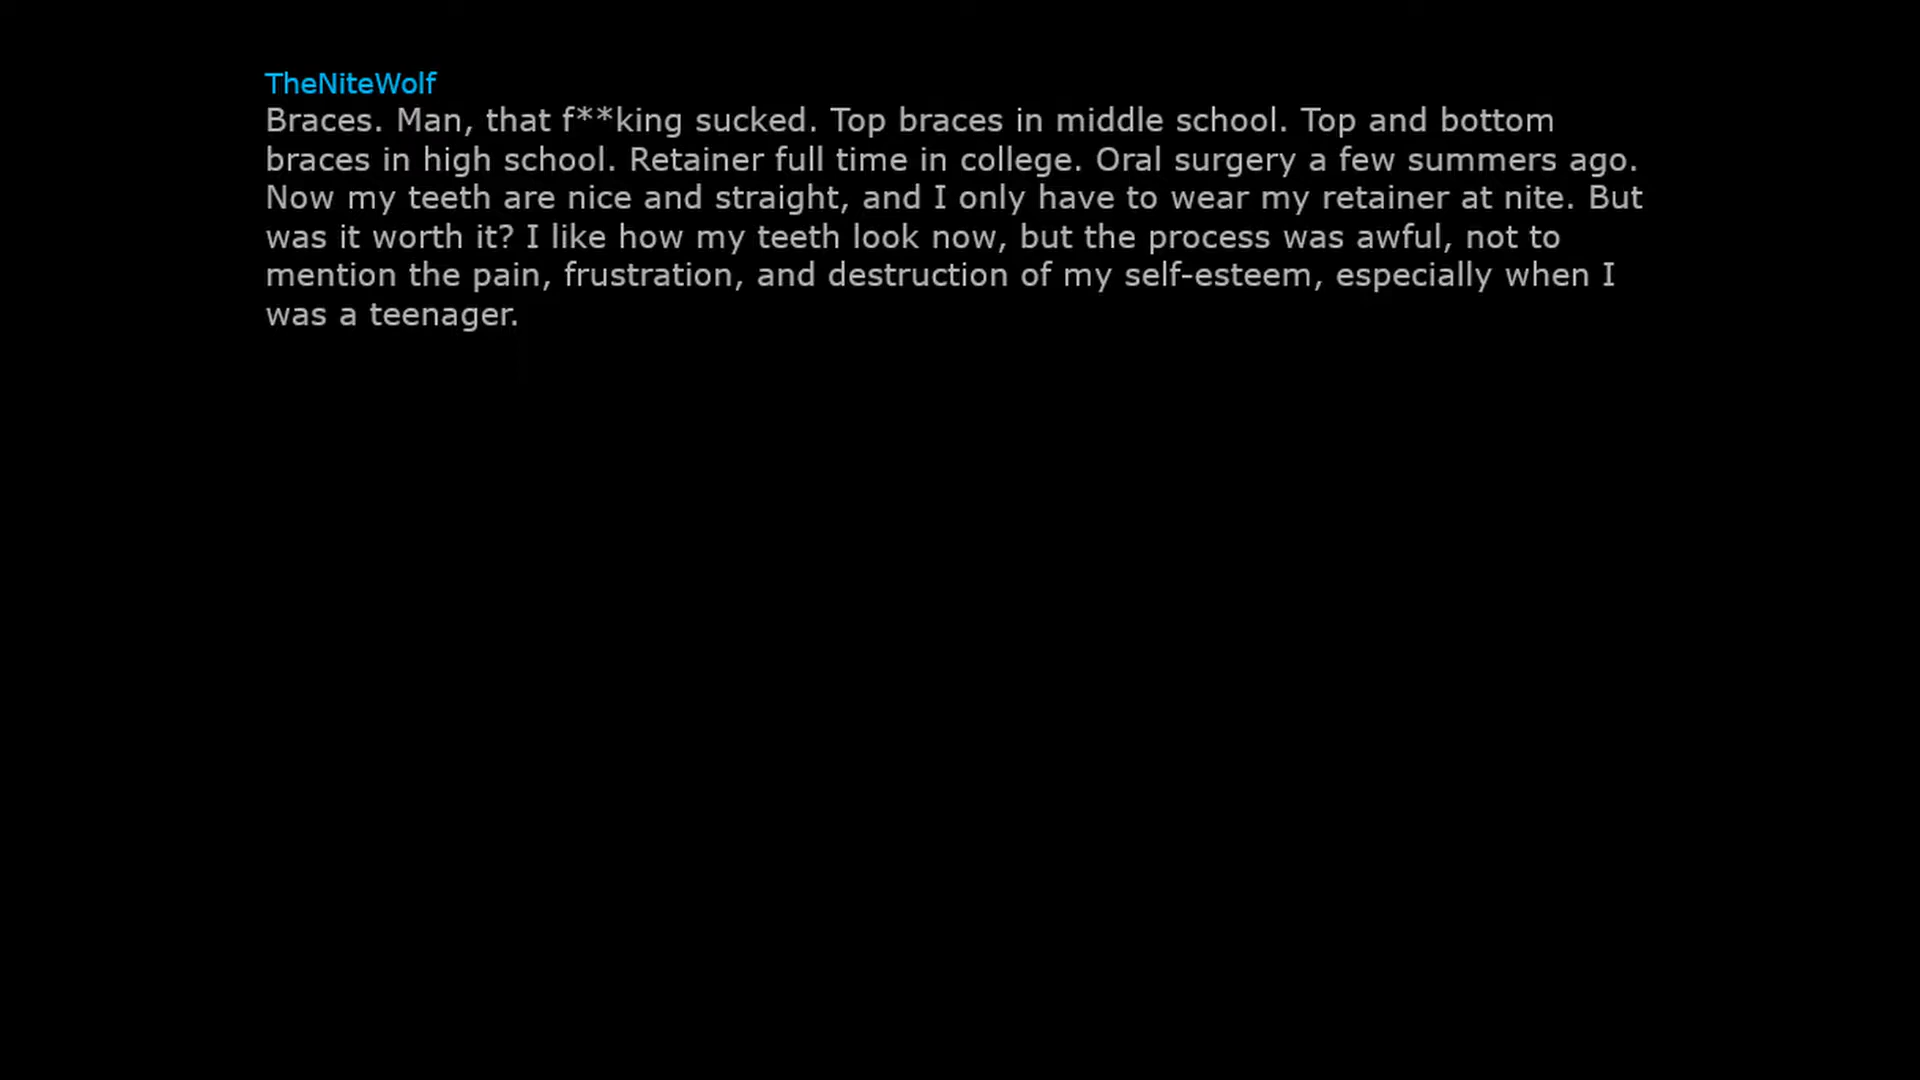 TheNiteWolf
Braces. Man, that f**king sucked. Top braces in middle school. Top and bottom
braces in high school. Retainer full time in college. Oral surgery a few summers ago.
Now my teeth are nice and straight, and I only have to wear my retainer at nite. But
was it worth it? I like how my teeth look now, but the process was awful, not to
mention the pain, frustration, and destruction of my self-esteem, especially when I
was a teenager.